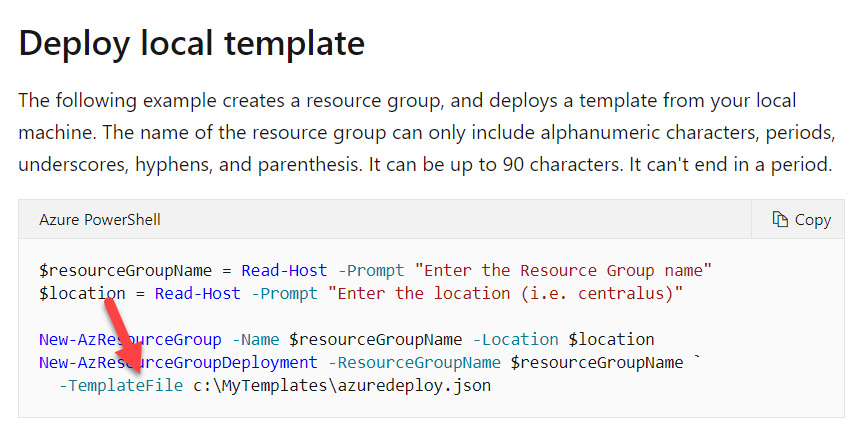 Deploy local template
The following example creates a resource group, and deploys a template from your local
machine. The name of the resource group can only include alphanumeric characters, periods,
underscores, hyphens, and parenthesis. It can be up to 90 characters. It can't end in a period.
Azure PowerShell Copy
$resourceGroupName = Read-Host -Prompt "Enter the Resource Group name"
$location = Read-Host -Prompt "Enter the location (i.e. centralus)"
New-AzResourceGroup -Name $resourceGroupName -Location $location
New-AzResourceGroupDeployment -ResourceGroupName $resourceGroupName `
-TemplateFile c:\MyTemplates\azuredeploy.json